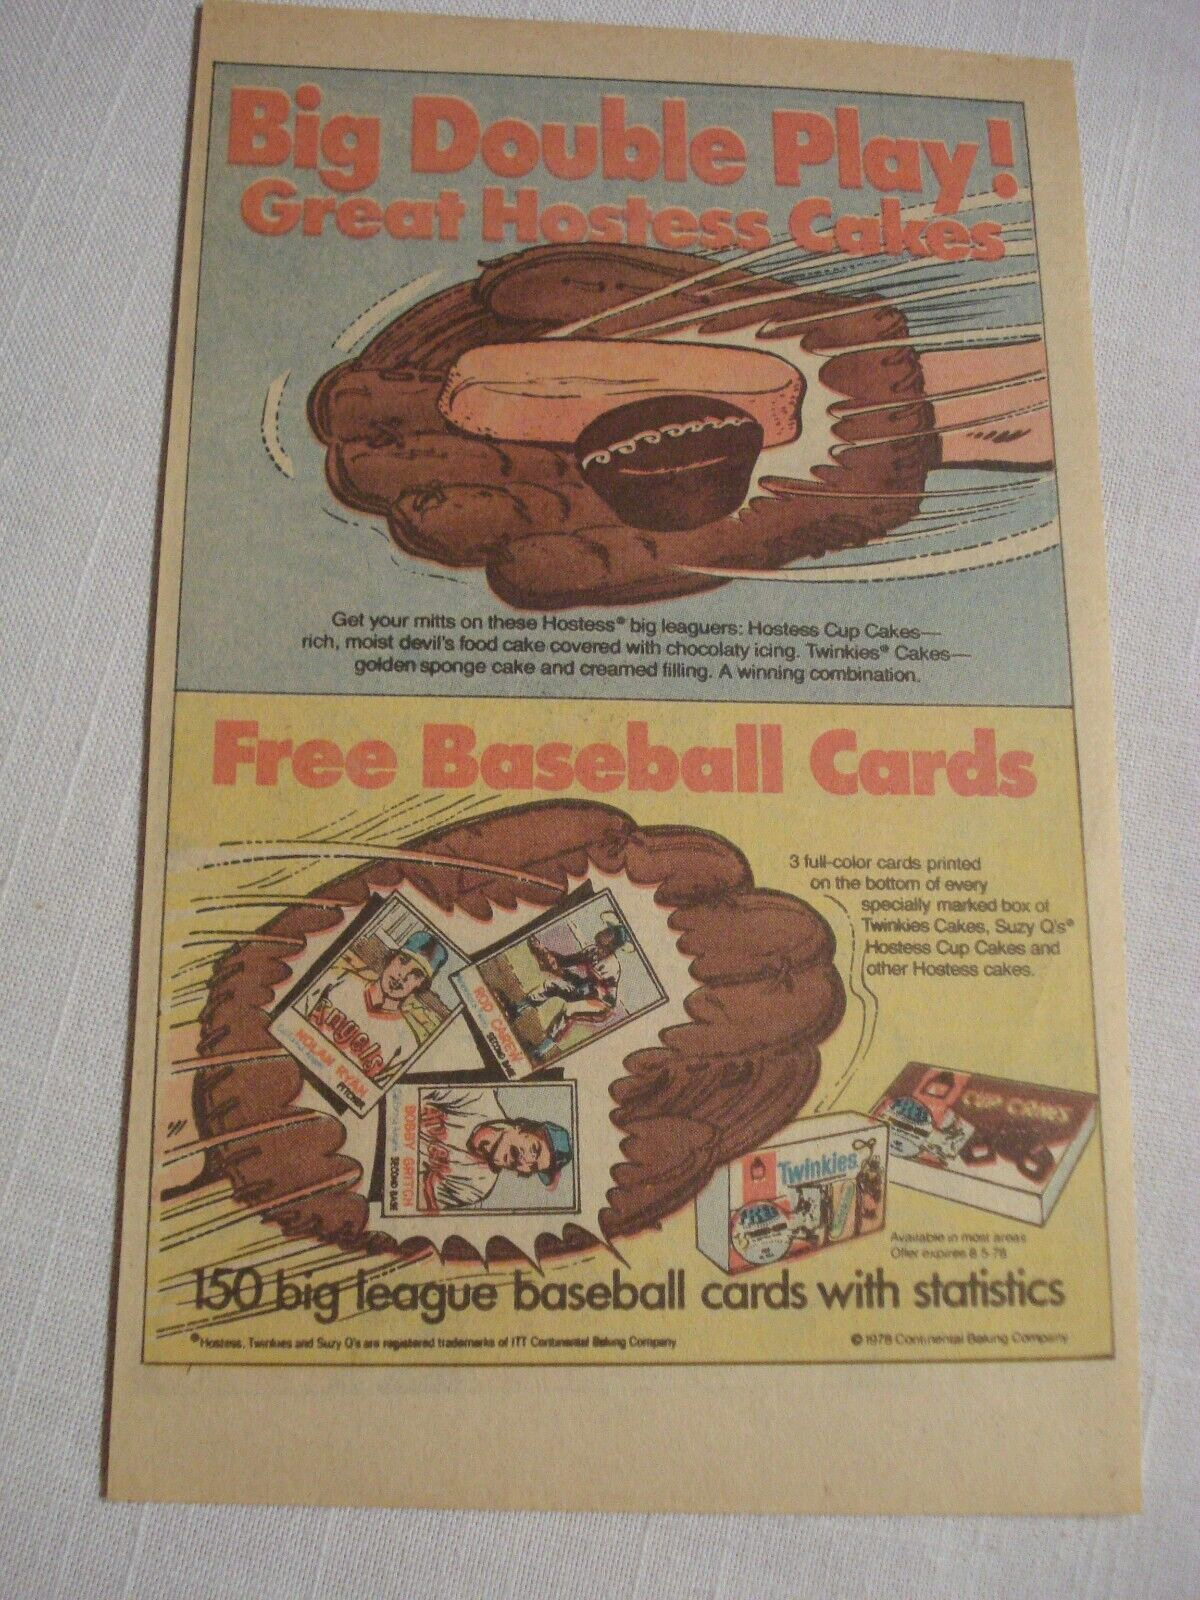 Big Double Play!
Great Hostess Cakes
Get your mitts on these Hostess® big leaguers: Hostess Cup Cakes—
rich, moist devil's food cake covered with chocolaty icing. Twinkies® Cakes—
golden sponge cake and creamed filling. A winning combination.
Free Baseball Cards
3 full-color cards printed
on the bottom of every
specially marked box of
Twinkies Cakes, Suzy Q's®
Hostess Cup Cakes and
other Hostess cakes.
Angels
NOLAN RYAN
PITCHER
ROD CAREW
SECOND BASE
BOBBY GRITCH
SECOND BASE
CUP CAKES
Twinkies
Available in most areas
Offer expires 8-5-78
150 big league baseball cards with statistics
®Hostess, Twinkies and Suzy Q's are registered trademarks of ITT Continental Baking Company
© 1978 Continental Baking Company